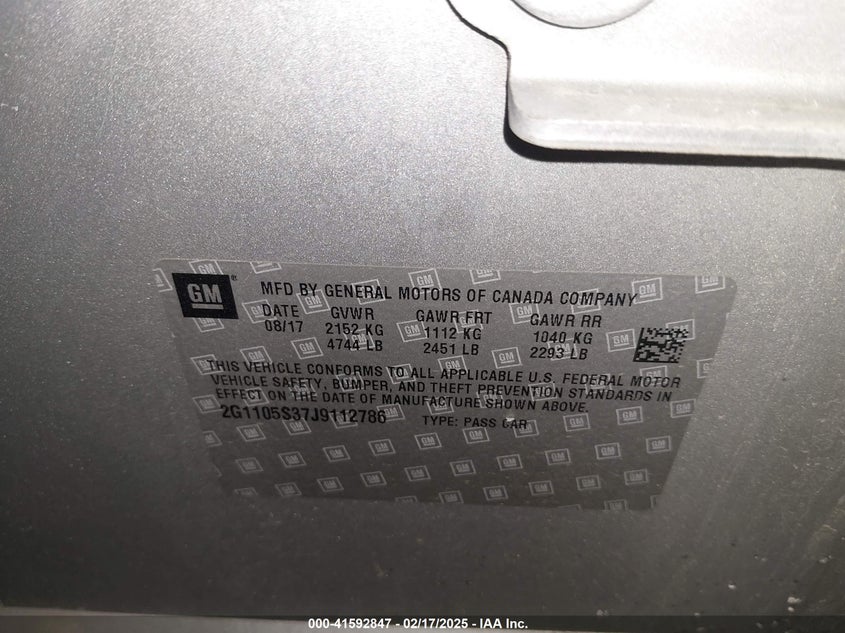 GM ® MFD BY GENERAL MOTORS OF CANADA COMPANY
DATE GVWR GAWR FRT GAWR RR
08/17 2152 KG 1112 KG 1040 KG
4744 LB 2451 LB 2293 LB
THIS VEHICLE CONFORMS TO ALL APPLICABLE U.S. FEDERAL MOTOR
VEHICLE SAFETY, BUMPER, AND THEFT PREVENTION STANDARDS IN
EFFECT ON THE DATE OF MANUFACTURE SHOWN ABOVE.
2G1105S37J9112786 TYPE: PASS CAR
000-41592847 - 02/17/2025 - IAA Inc.